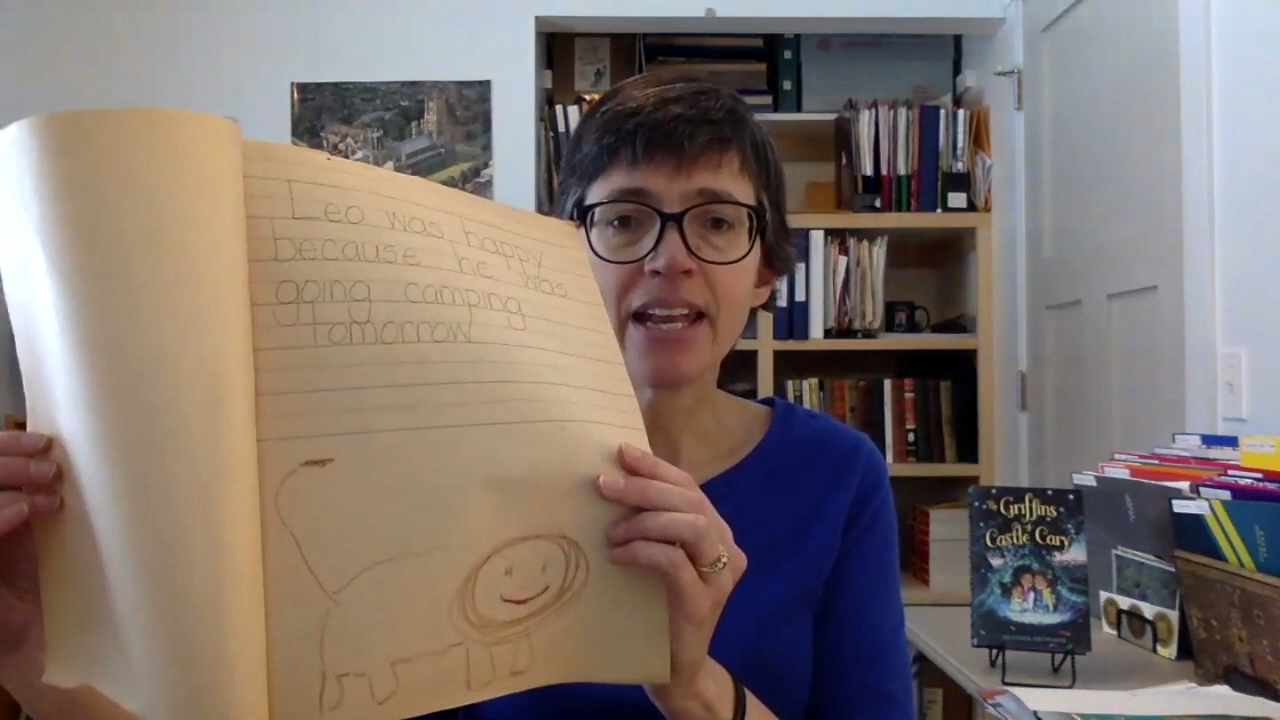 Leo was happy
because he was
going camping
tomorrow
The Griffins
of
Castle Cary